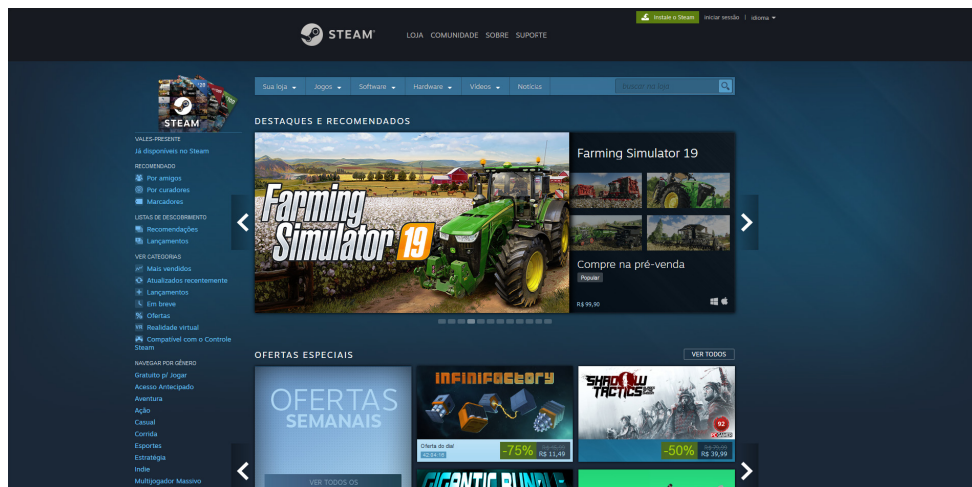 Instale o Steam
iniciar sessão | idioma
STEAM
LOJA COMUNIDADE SOBRE SUPORTE
STEAM
Sua loja
Jogos
Software
Hardware
Vídeos
Notícias
Buscar na loja
VALES-PRESENTE
Já disponíveis no Steam
RECOMENDADO
Por amigos
Por curadores
Marcadores
LISTAS DE DESCOBRIMENTO
Recomendações
Lançamentos
VER CATEGORIAS
Mais vendidos
Atualizados recentemente
Lançamentos
Em breve
Ofertas
VR Realidade virtual
Compatível com o Controle
Steam
NAVEGAR POR GÊNERO
Gratuito p/ Jogar
Acesso Antecipado
Aventura
Ação
Casual
Corrida
Esportes
Estratégia
Indie
Multijogador Massivo
DESTAQUES E RECOMENDADOS
Farming
Simulator 19
Farming Simulator 19
Compre na pré-venda
Popular
R$ 99,90
OFERTAS ESPECIAIS
VER TODOS
OFERTAS
SEMANAIS
VER TODOS OS
INFINIFACTORY
Oferta do dia!
-75%
R$ 11,49
SHADOW
TACTICS
92
-50%
R$ 39,99